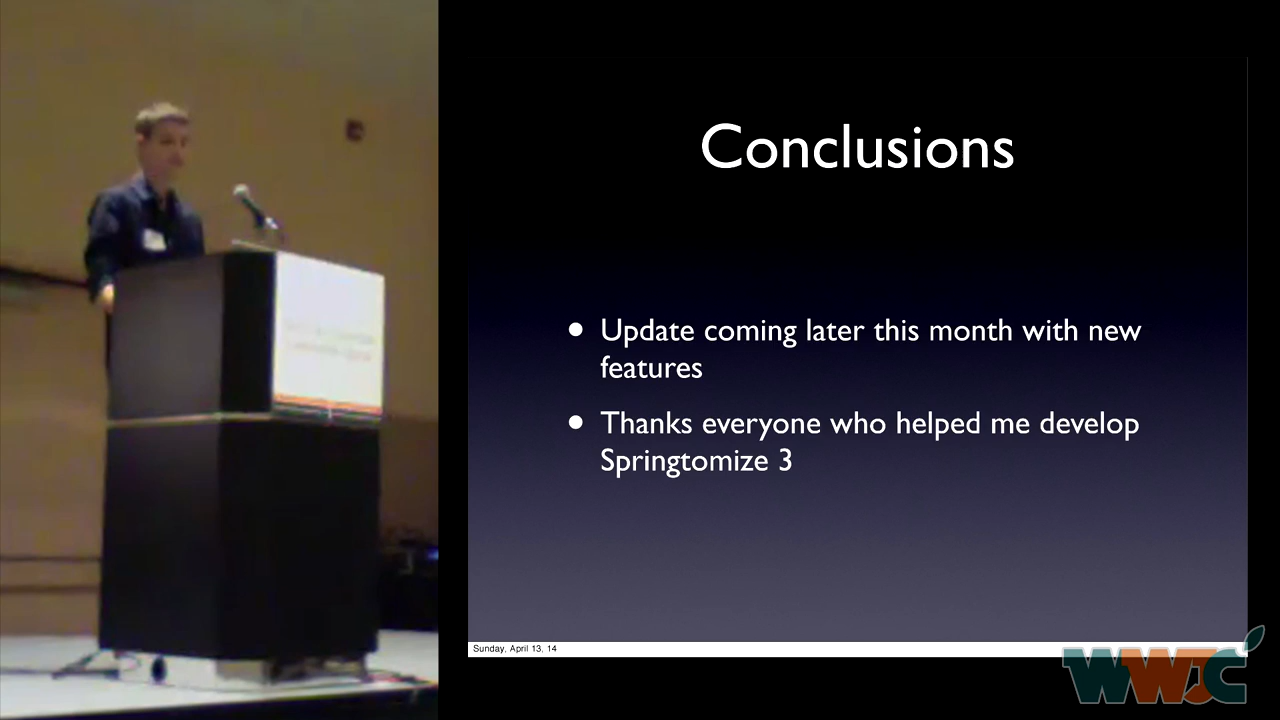 Conclusions
• Update coming later this month with new
features
• Thanks everyone who helped me develop
Springtomize 3
Sunday, April 13, 14
WWJC